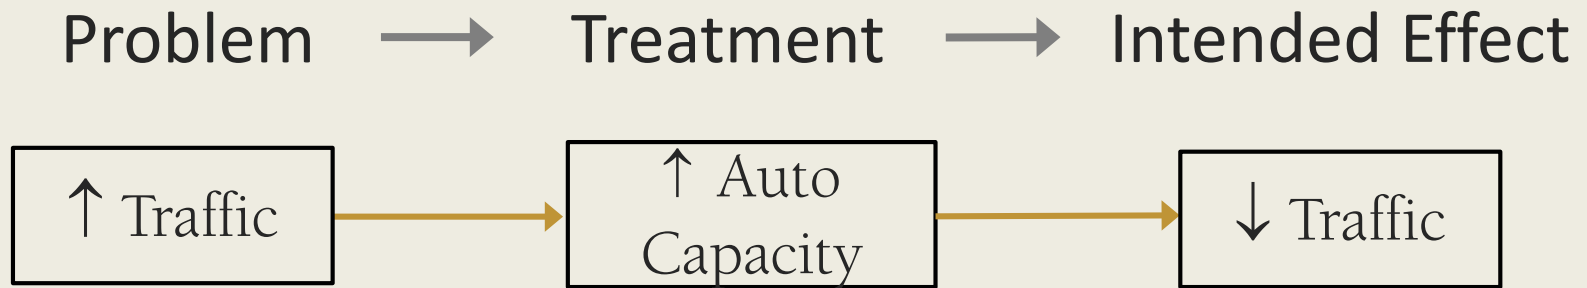 Problem → Treatment → Intended Effect
↑ Traffic
↑ Auto
Capacity
↓ Traffic